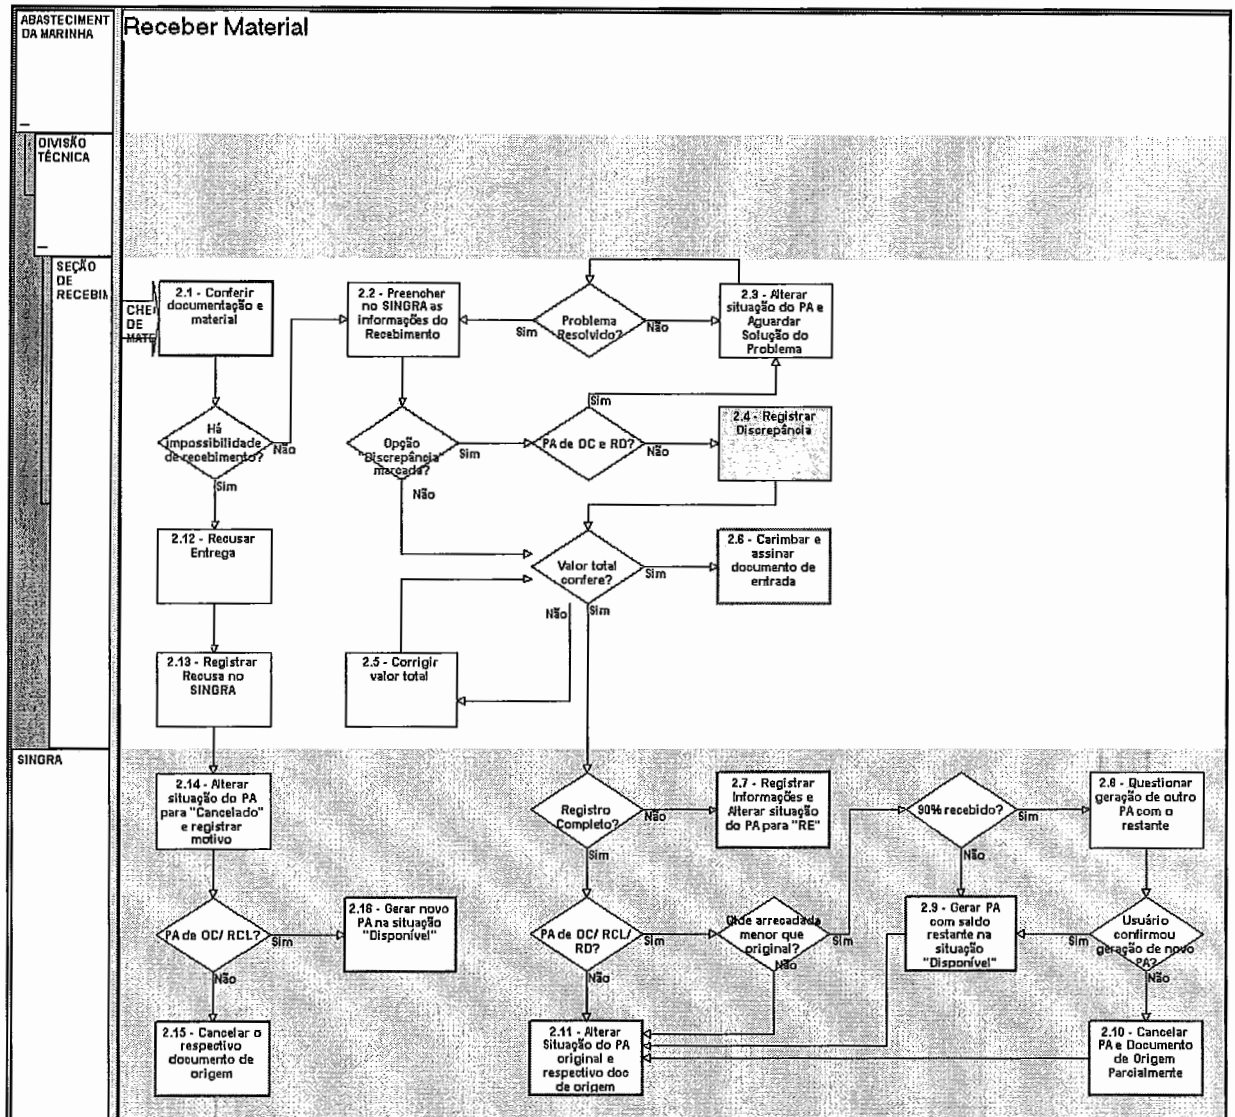 ABASTECIMENT
DA MARINHA
Receber Material
DIVISÃO
TÉCNICA
SEÇÃO
DE
RECEBIM
CHE
DE
MATE
2.1 - Conferir
documentação e
material
2.2 - Preencher
no SINGRA as
informações do
Recebimento
Problema
Resolvido?
Sim
Não
2.3 - Alterar
situação do PA e
Aguardar
Solução do
Problema
Há
impossibilidade
de recebimento?
Não
Sim
Opção
"Discrepância"
marcada?
Sim
Não
Sim
PA de OC e RD?
Não
2.4 - Registrar
Discrepância
2.12 - Recusar
Entrega
Valor total
confere?
Sim
Não
Sim
2.6 - Carimbar e
assinar
documento de
entrada
2.13 - Registrar
Recusa no
SINGRA
2.5 - Corrigir
valor total
SINGRA
2.14 - Alterar
situação do PA
para "Cancelado"
e registrar
motivo
Registro
Completo?
Não
Sim
2.7 - Registrar
Informações e
Alterar situação
do PA para "RE"
90% recebido?
Sim
Não
2.8 - Questionar
geração de outro
PA com o
restante
PA de OC/ RCL?
Sim
Não
2.16 - Gerar novo
PA na situação
"Disponível"
PA de OC/ RCL/
RD?
Sim
Não
Qtde arrecadada
menor que
original?
Sim
Não
2.9 - Gerar PA
com saldo
restante na
situação
"Disponível"
Usuário
confirmou
geração de novo
PA?
Sim
Não
2.15 - Cancelar o
respectivo
documento de
origem
2.11 - Alterar
Situação do PA
original e
respectivo doc
de origem
2.10 - Cancelar
PA e Documento
de Origem
Parcialmente